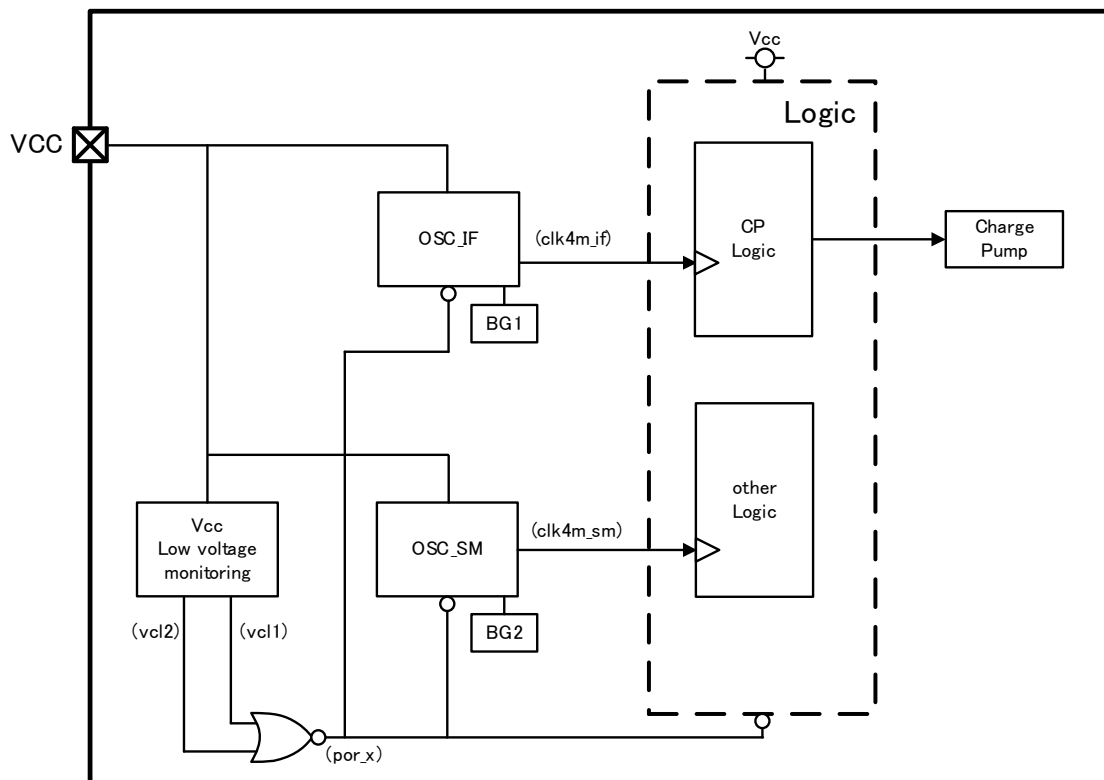 Vcc
Logic
VCC
OSC_IF
(clk4m_if)
CP
Logic
Charge
Pump
BG1
Vcc
Low voltage
monitoring
OSC_SM
(clk4m_sm)
other
Logic
BG2
(vcl2)
(vcl1)
(por_x)